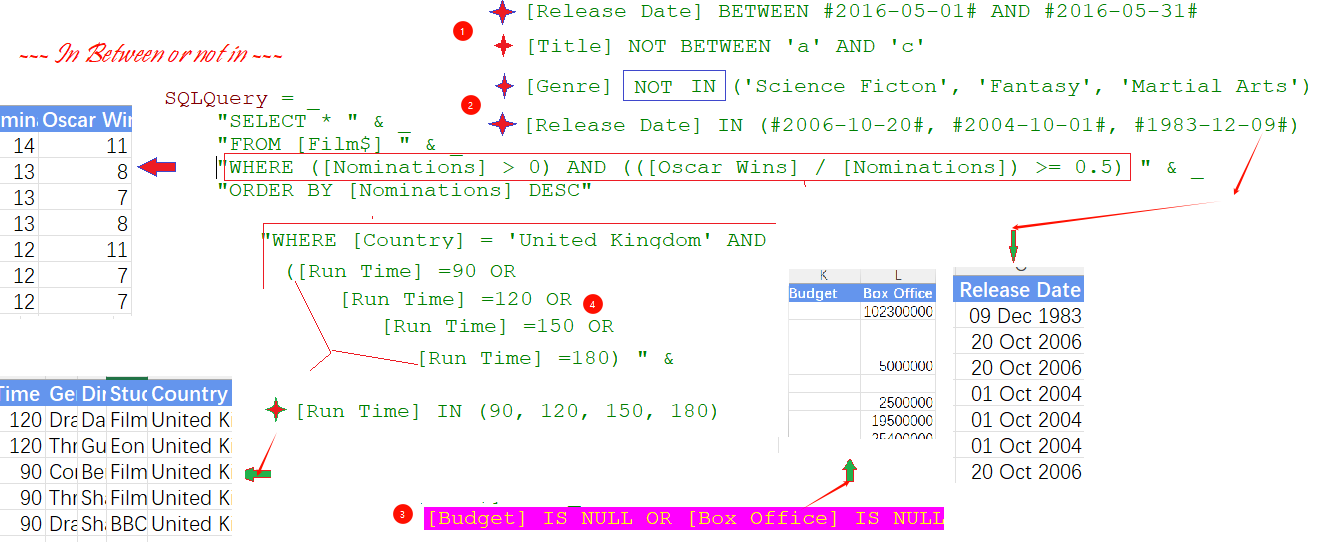 [Release Date] BETWEEN #2016-05-01# AND #2016-05-31#
1
[Title] NOT BETWEEN 'a' AND 'c'
~~~ In Between or not in ~~~
[Genre] NOT IN ('Science Ficton', 'Fantasy', 'Martial Arts')
2
[Release Date] IN (#2006-10-20#, #2004-10-01#, #1983-12-09#)
SQLQuery = _
"SELECT * " & _
"FROM [Film$] " & _
"WHERE ([Nominations] > 0) AND (([Oscar Wins] / [Nominations]) >= 0.5) " & _
"ORDER BY [Nominations] DESC"
mina Oscar Win
14 11
13 8
13 7
13 8
12 11
12 7
12 7
"WHERE [Country] = 'United Kingdom' AND
([Run Time] =90 OR
[Run Time] =120 OR
4
[Run Time] =150 OR
[Run Time] =180) " &
[Run Time] IN (90, 120, 150, 180)
K L
Budget Box Office
102300000
5000000
2500000
19500000
25400000
Release Date
09 Dec 1983
20 Oct 2006
20 Oct 2006
01 Oct 2004
01 Oct 2004
01 Oct 2004
20 Oct 2006
Time Ge Dir Stud Country
120 Dra Da Film United Ki
120 Thr Gu Eon United Ki
90 Co Be Film United Ki
90 Thr Sha Film United Ki
90 Dra Sha BBC United Ki
3
[Budget] IS NULL OR [Box Office] IS NULL